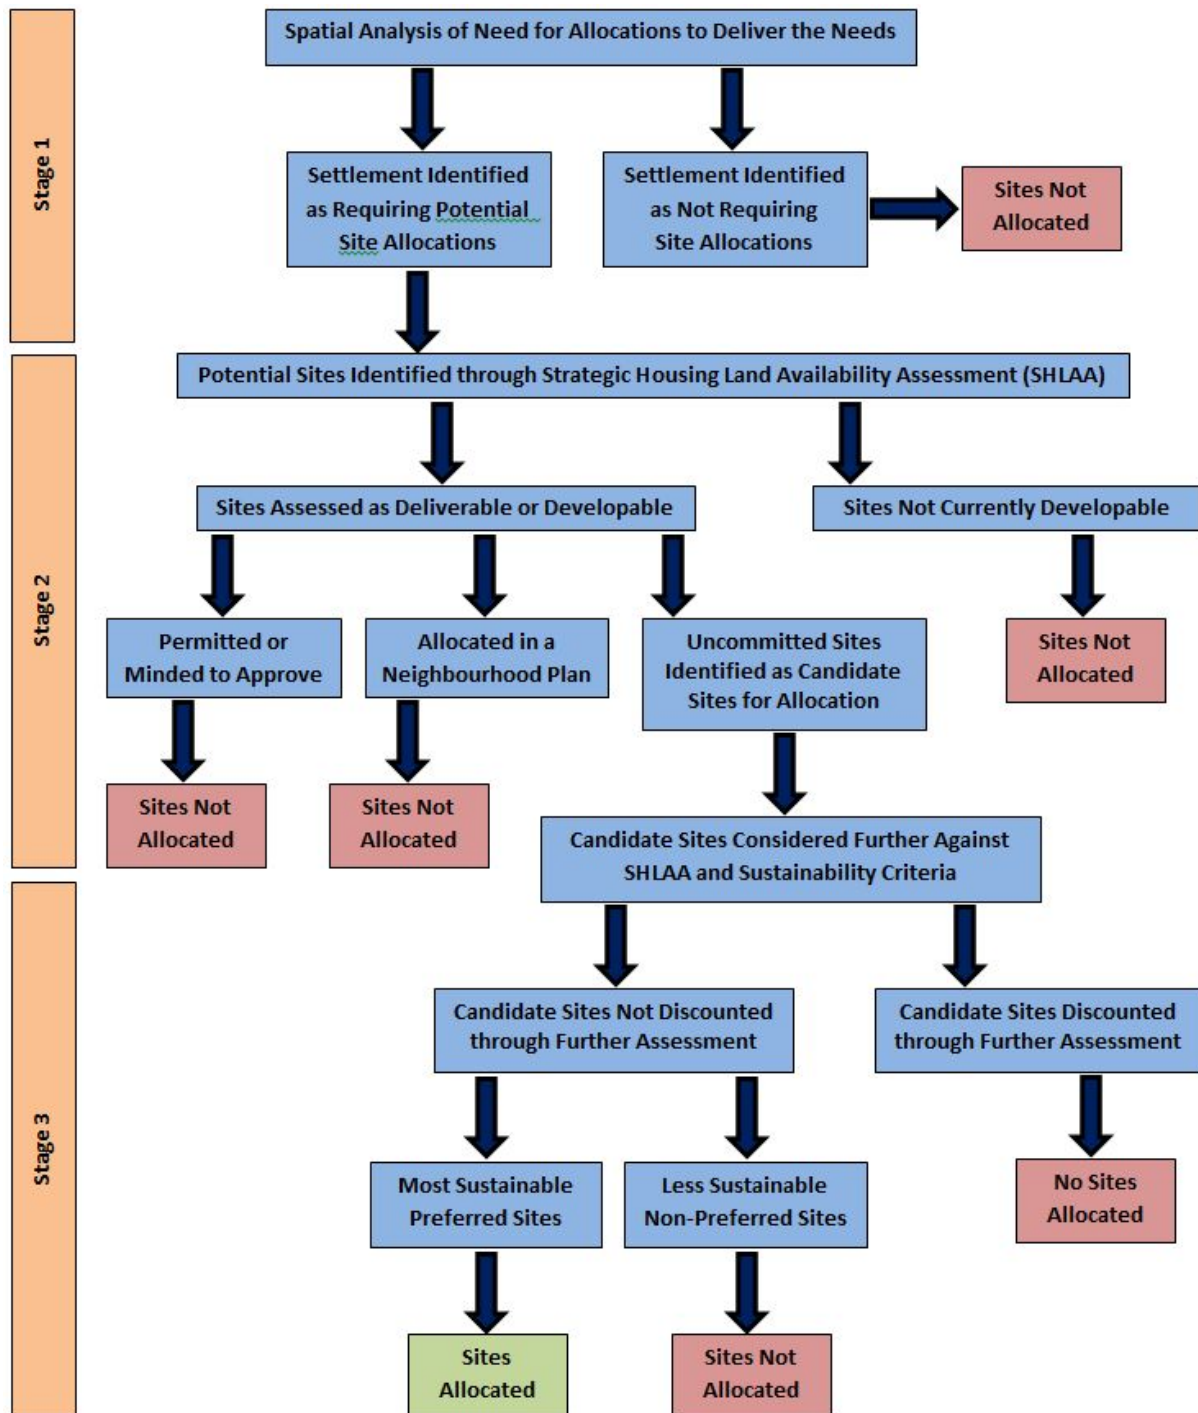 Stage 1
Spatial Analysis of Need for Allocations to Deliver the Needs
Settlement Identified
as Requiring Potential
Site Allocations
Settlement Identified
as Not Requiring
Site Allocations
Sites Not
Allocated
Stage 2
Potential Sites Identified through Strategic Housing Land Availability Assessment (SHLAA)
Sites Assessed as Deliverable or Developable
Sites Not Currently Developable
Permitted or
Minded to Approve
Allocated in a
Neighbourhood Plan
Uncommitted Sites
Identified as Candidate
Sites for Allocation
Sites Not
Allocated
Sites Not
Allocated
Sites Not
Allocated
Candidate Sites Considered Further Against
SHLAA and Sustainability Criteria
Stage 3
Candidate Sites Not Discounted
through Further Assessment
Candidate Sites Discounted
through Further Assessment
Most Sustainable
Preferred Sites
Less Sustainable
Non-Preferred Sites
No Sites
Allocated
Sites
Allocated
Sites Not
Allocated